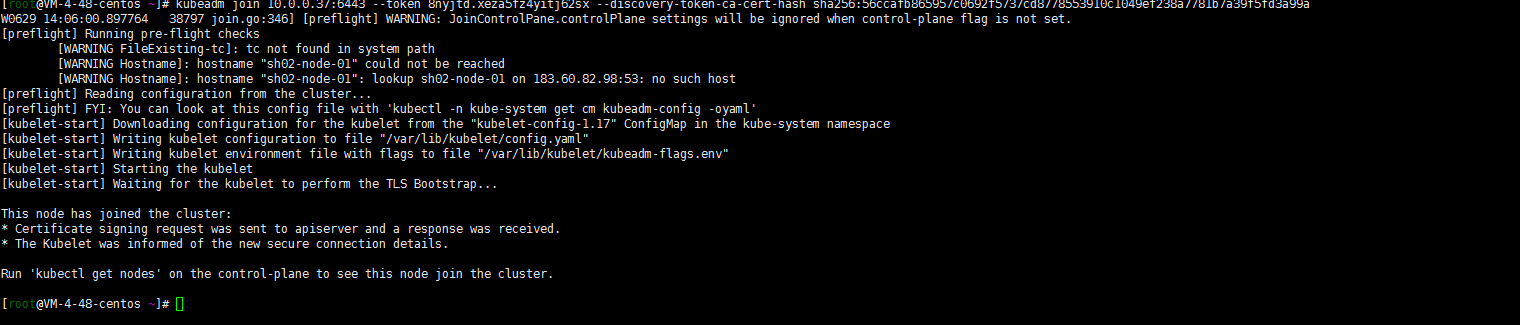 [root@VM-4-48-centos ~]# kubeadm join 10.0.0.37:6443 --token 8nyjtd.xeza5fz4yitj62sx --discovery-token-ca-cert-hash sha256:56ccafb865957c0692f5737cd8778553910c1049ef238a7781b7a39f5fd3a99a
W0629 14:06:00.897764   38797 join.go:346] [preflight] WARNING: JoinControlPane.controlPlane settings will be ignored when control-plane flag is not set.
[preflight] Running pre-flight checks
        [WARNING FileExisting-tc]: tc not found in system path
        [WARNING Hostname]: hostname "sh02-node-01" could not be reached
        [WARNING Hostname]: hostname "sh02-node-01": lookup sh02-node-01 on 183.60.82.98:53: no such host
[preflight] Reading configuration from the cluster...
[preflight] FYI: You can look at this config file with 'kubectl -n kube-system get cm kubeadm-config -oyaml'
[kubelet-start] Downloading configuration for the kubelet from the "kubelet-config-1.17" ConfigMap in the kube-system namespace
[kubelet-start] Writing kubelet configuration to file "/var/lib/kubelet/config.yaml"
[kubelet-start] Writing kubelet environment file with flags to file "/var/lib/kubelet/kubeadm-flags.env"
[kubelet-start] Starting the kubelet
[kubelet-start] Waiting for the kubelet to perform the TLS Bootstrap...
This node has joined the cluster:
* Certificate signing request was sent to apiserver and a response was received.
* The Kubelet was informed of the new secure connection details.
Run 'kubectl get nodes' on the control-plane to see this node join the cluster.
[root@VM-4-48-centos ~]#